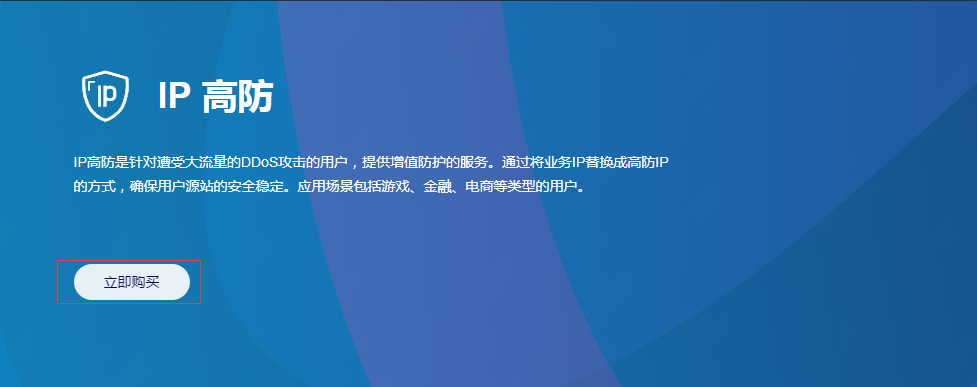 IP
IP 高防
IP高防是针对遭受大流量的DDoS攻击的用户，提供增值防护的服务。通过将业务IP替换成高防IP
的方式，确保用户源站的安全稳定。应用场景包括游戏、金融、电商等类型的用户。
立即购买